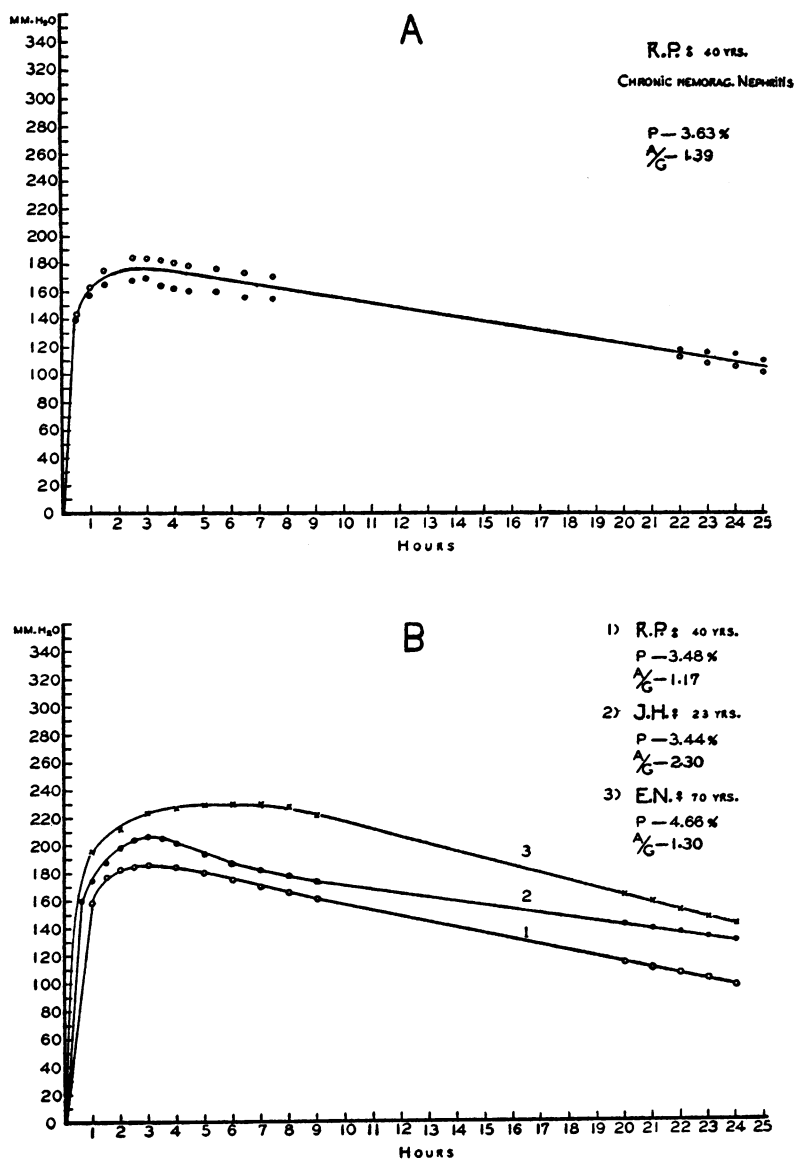 A
MM.H2O
340
320
300
280
260
240
220
200
180
160
140
120
100
80
60
40
20
0
1 2 3 4 5 6 7 8 9 10 11 12 13 14 15 16 17 18 19 20 21 22 23 24 25
HOURS
R.P. 40 YRS.
CHRONIC HEMORAG. NEPHRITIS
P — 3.63 %
A/G — 1.39
B
MM.H2O
340
320
300
280
260
240
220
200
180
160
140
120
100
80
60
40
20
0
1 2 3 4 5 6 7 8 9 10 11 12 13 14 15 16 17 18 19 20 21 22 23 24 25
HOURS
3
2
1
1) R.P. 40 YRS.
P — 3.48 %
A/G — 1.17
2) J.H. 23 YRS.
P — 3.44 %
A/G — 2.30
3) E.N. 70 YRS.
P — 4.66 %
A/G — 1.30